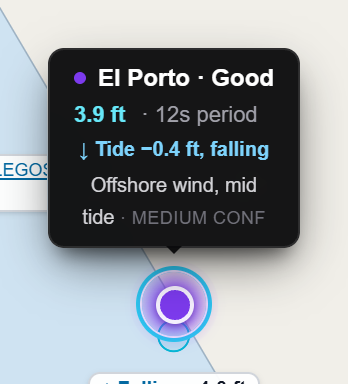 El Porto · Good
3.9 ft · 12s period
↓ Tide −0.4 ft, falling
LEGOS
Offshore wind, mid
tide · MEDIUM CONF